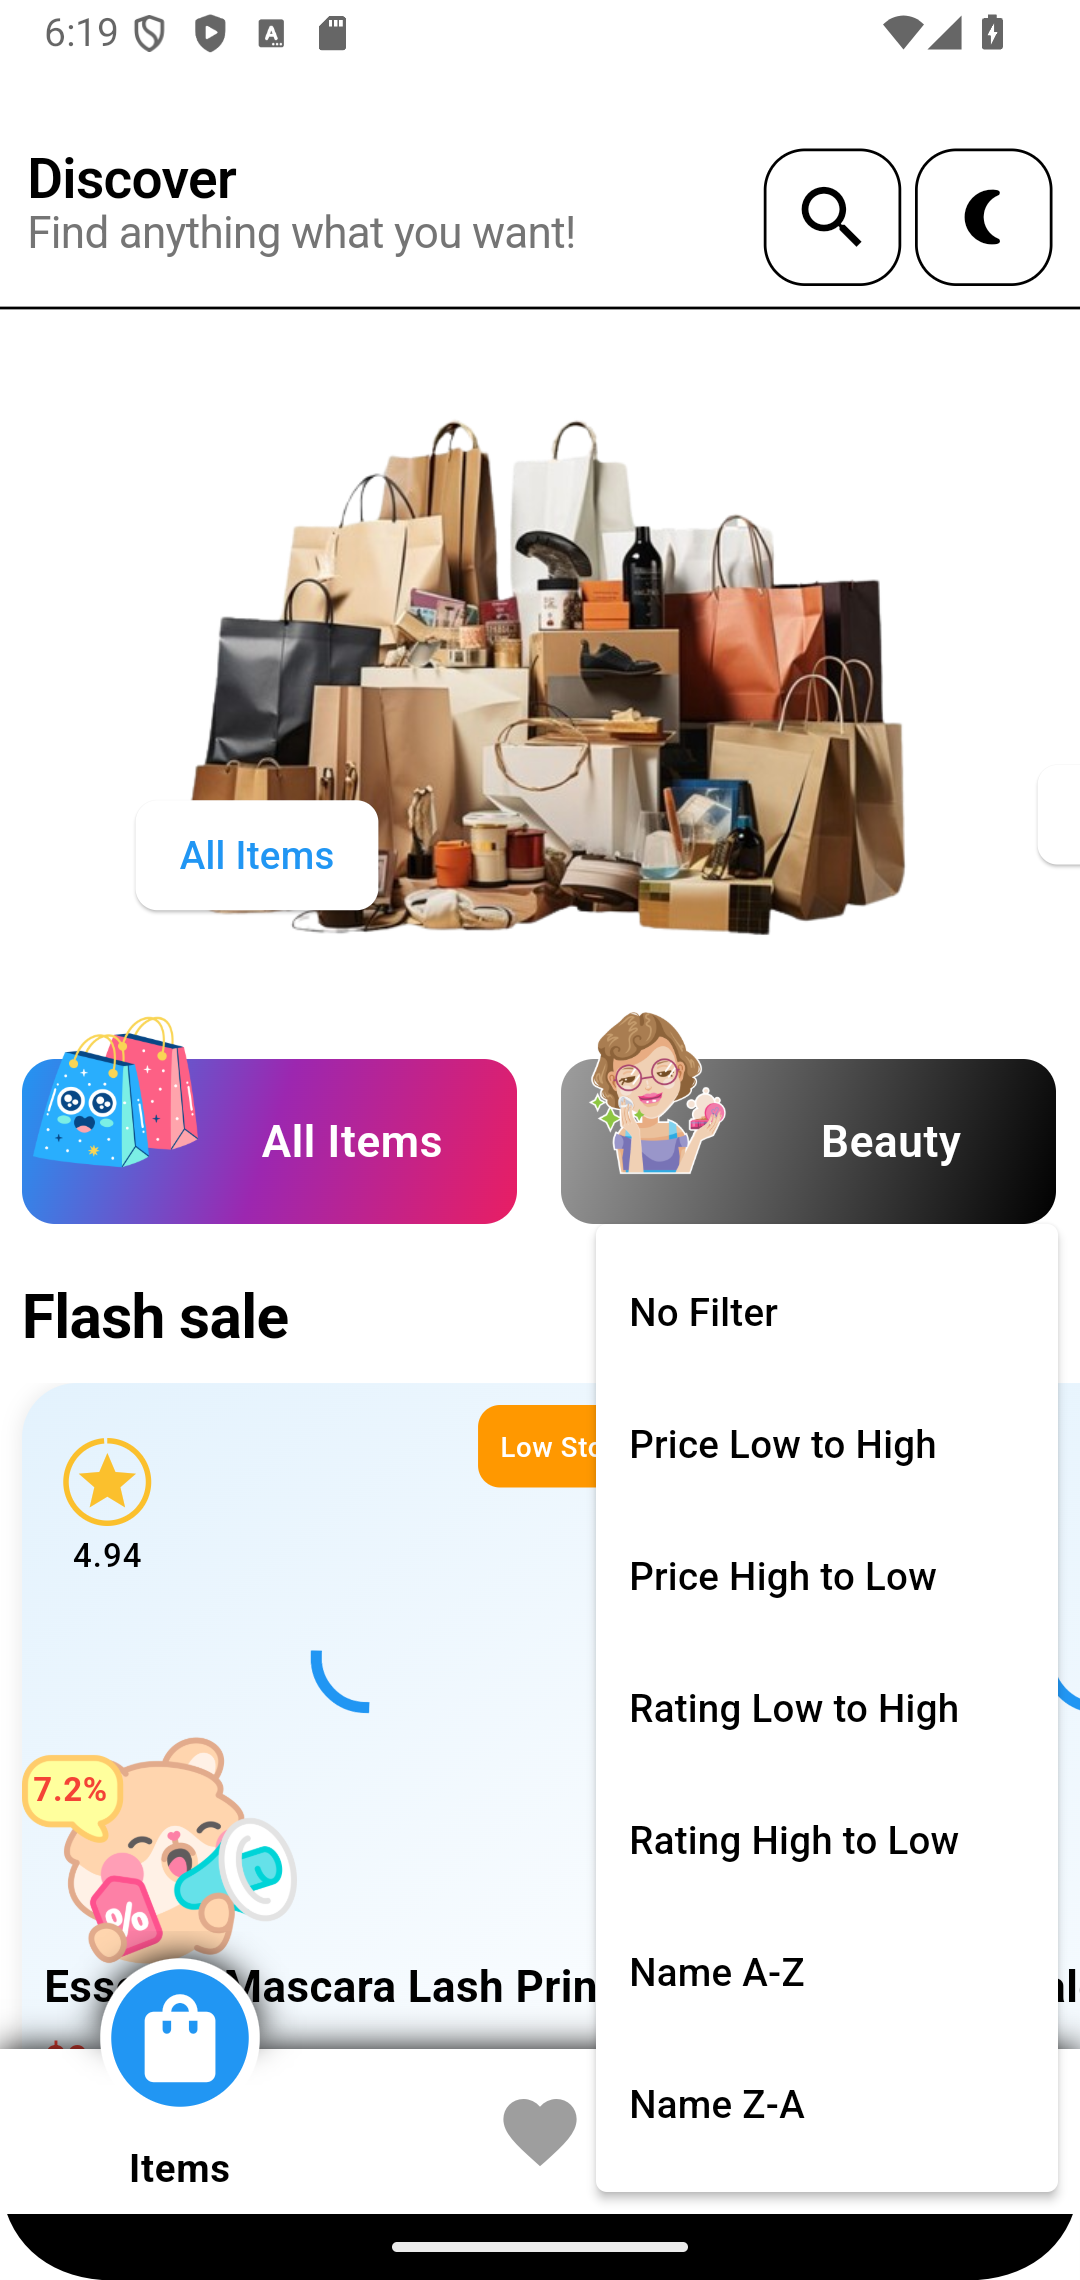 6:19
Discover
Find anything what you want!
All Items
All Items
Beauty
Flash sale
No Filter
Price Low to High
Price High to Low
Rating Low to High
Rating High to Low
Name A-Z
Name Z-A
Low Sto
4.94
7.2%
%
Mascara Lash Prin
Items